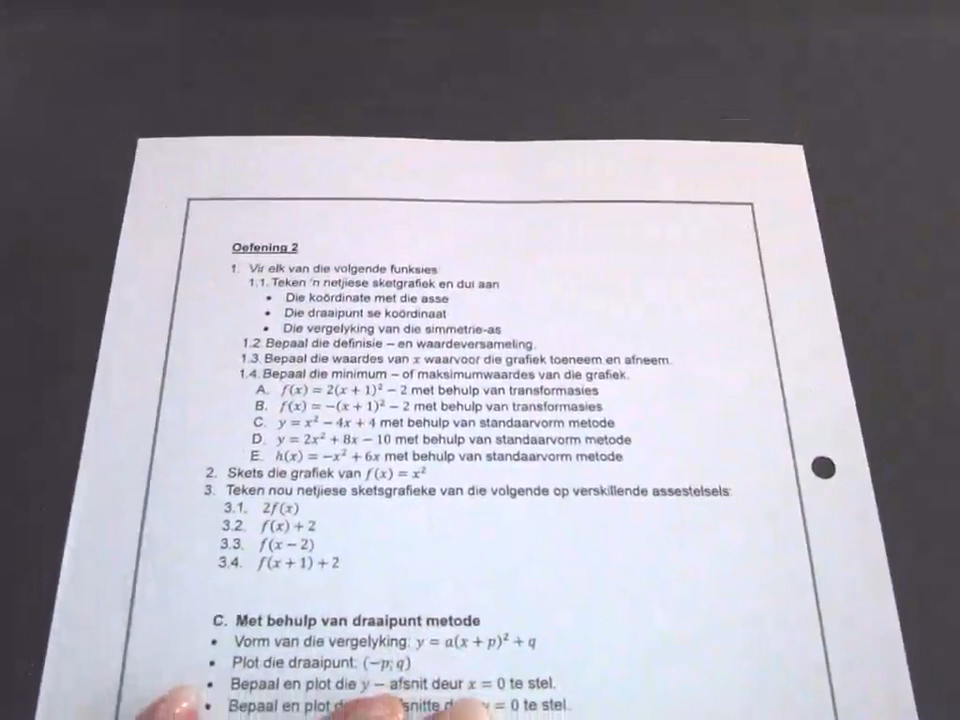 Oefening 2
1. Vir elk van die volgende funksies:
1.1. Teken 'n netjiese sketgrafiek en dui aan
• Die koördinate met die asse
• Die draaipunt se koördinaat
• Die vergelyking van die simmetrie-as
1.2. Bepaal die definisie – en waardeversameling.
1.3. Bepaal die waardes van x waarvoor die grafiek toeneem en afneem.
1.4. Bepaal die minimum – of maksimumwaardes van die grafiek.
A. f(x) = 2(x + 1)² − 2 met behulp van transformasies
B. f(x) = −(x + 1)² − 2 met behulp van transformasies
C. y = x² − 4x + 4 met behulp van standaarvorm metode
D. y = 2x² + 8x − 10 met behulp van standaarvorm metode
E. h(x) = −x² + 6x met behulp van standaarvorm metode
2. Skets die grafiek van f(x) = x²
3. Teken nou netjiese sketsgrafieke van die volgende op verskillende assestelsels:
3.1. 2f(x)
3.2. f(x) + 2
3.3. f(x − 2)
3.4. f(x + 1) + 2
C. Met behulp van draaipunt metode
• Vorm van die vergelyking: y = a(x + p)² + q
• Plot die draaipunt: (−p; q)
• Bepaal en plot die y – afsnit deur x = 0 te stel.
• Bepaal en plot = 0 te stel.